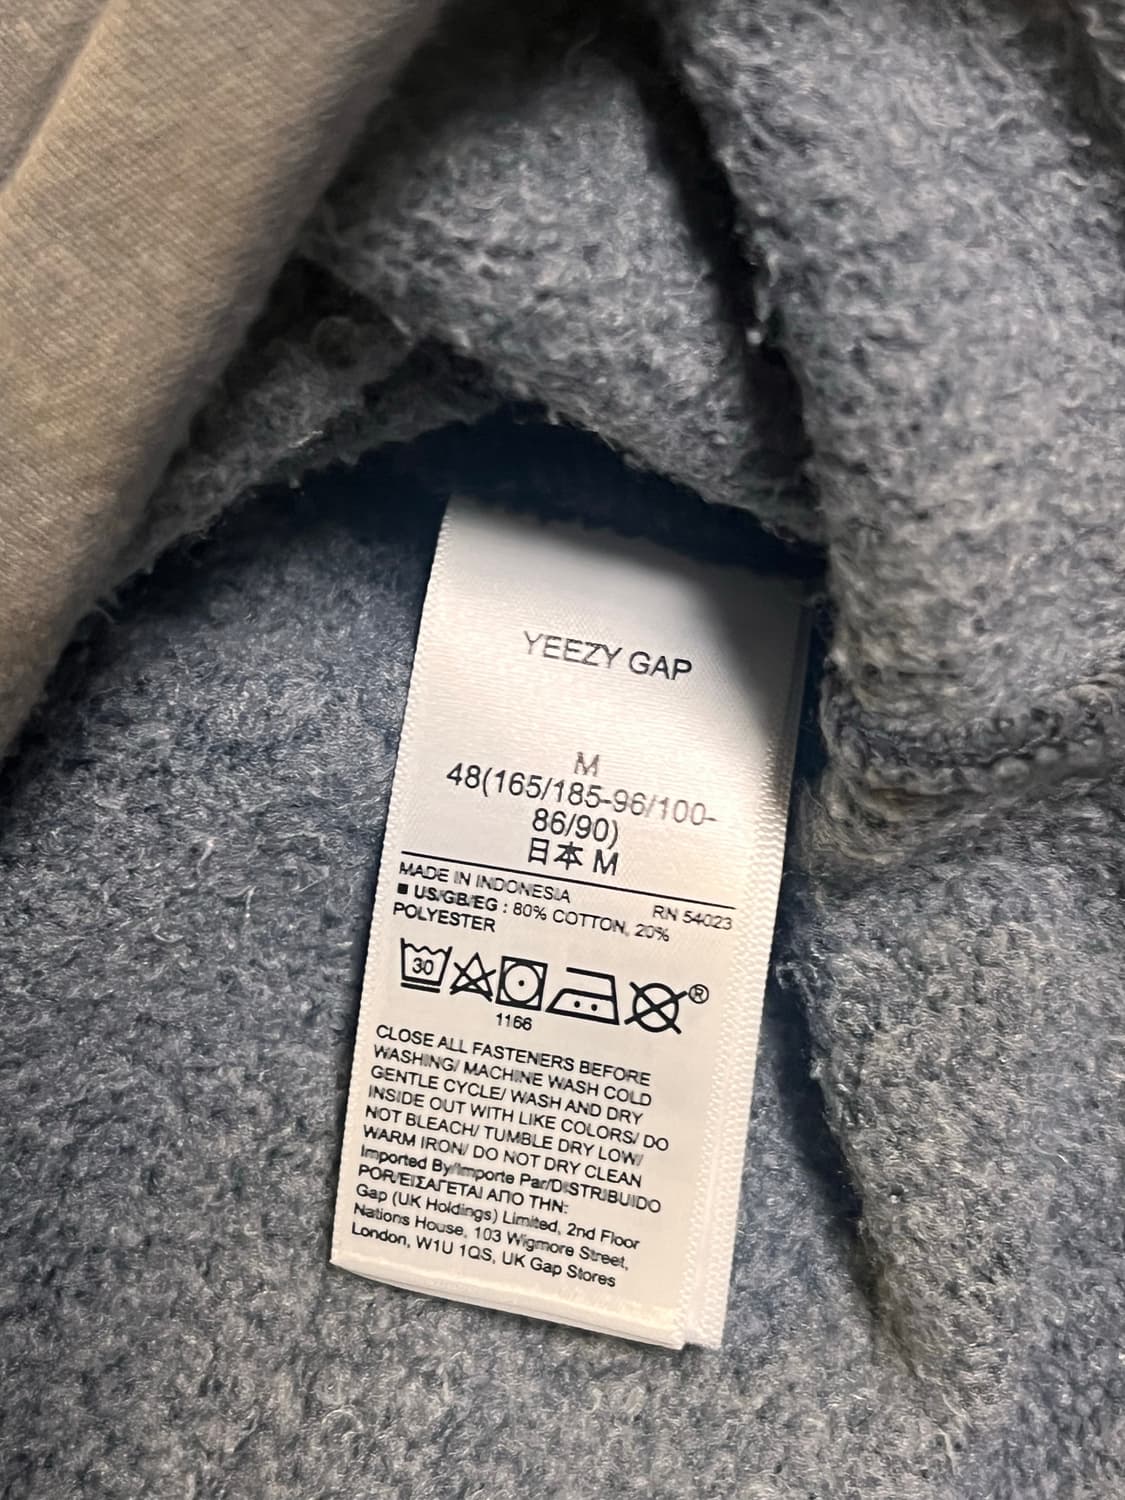 YEEZY GAP
M
48(165/185-96/100-
86/90)
日本 M
MADE IN INDONESIA
RN 54023
■ US/GB/EG : 80% COTTON, 20%
POLYESTER
30
®
1166
CLOSE ALL FASTENERS BEFORE
WASHING/ MACHINE WASH COLD
GENTLE CYCLE/ WASH AND DRY
INSIDE OUT WITH LIKE COLORS/ DO
NOT BLEACH/ TUMBLE DRY LOW/
WARM IRON/ DO NOT DRY CLEAN
Imported By/Importe Par/DISTRIBUIDO
POR/ΕΙΣΑΓΕΤΑΙ ΑΠΟ ΤΗΝ:
Gap (UK Holdings) Limited, 2nd Floor
Nations House, 103 Wigmore Street,
London, W1U 1QS, UK Gap Stores